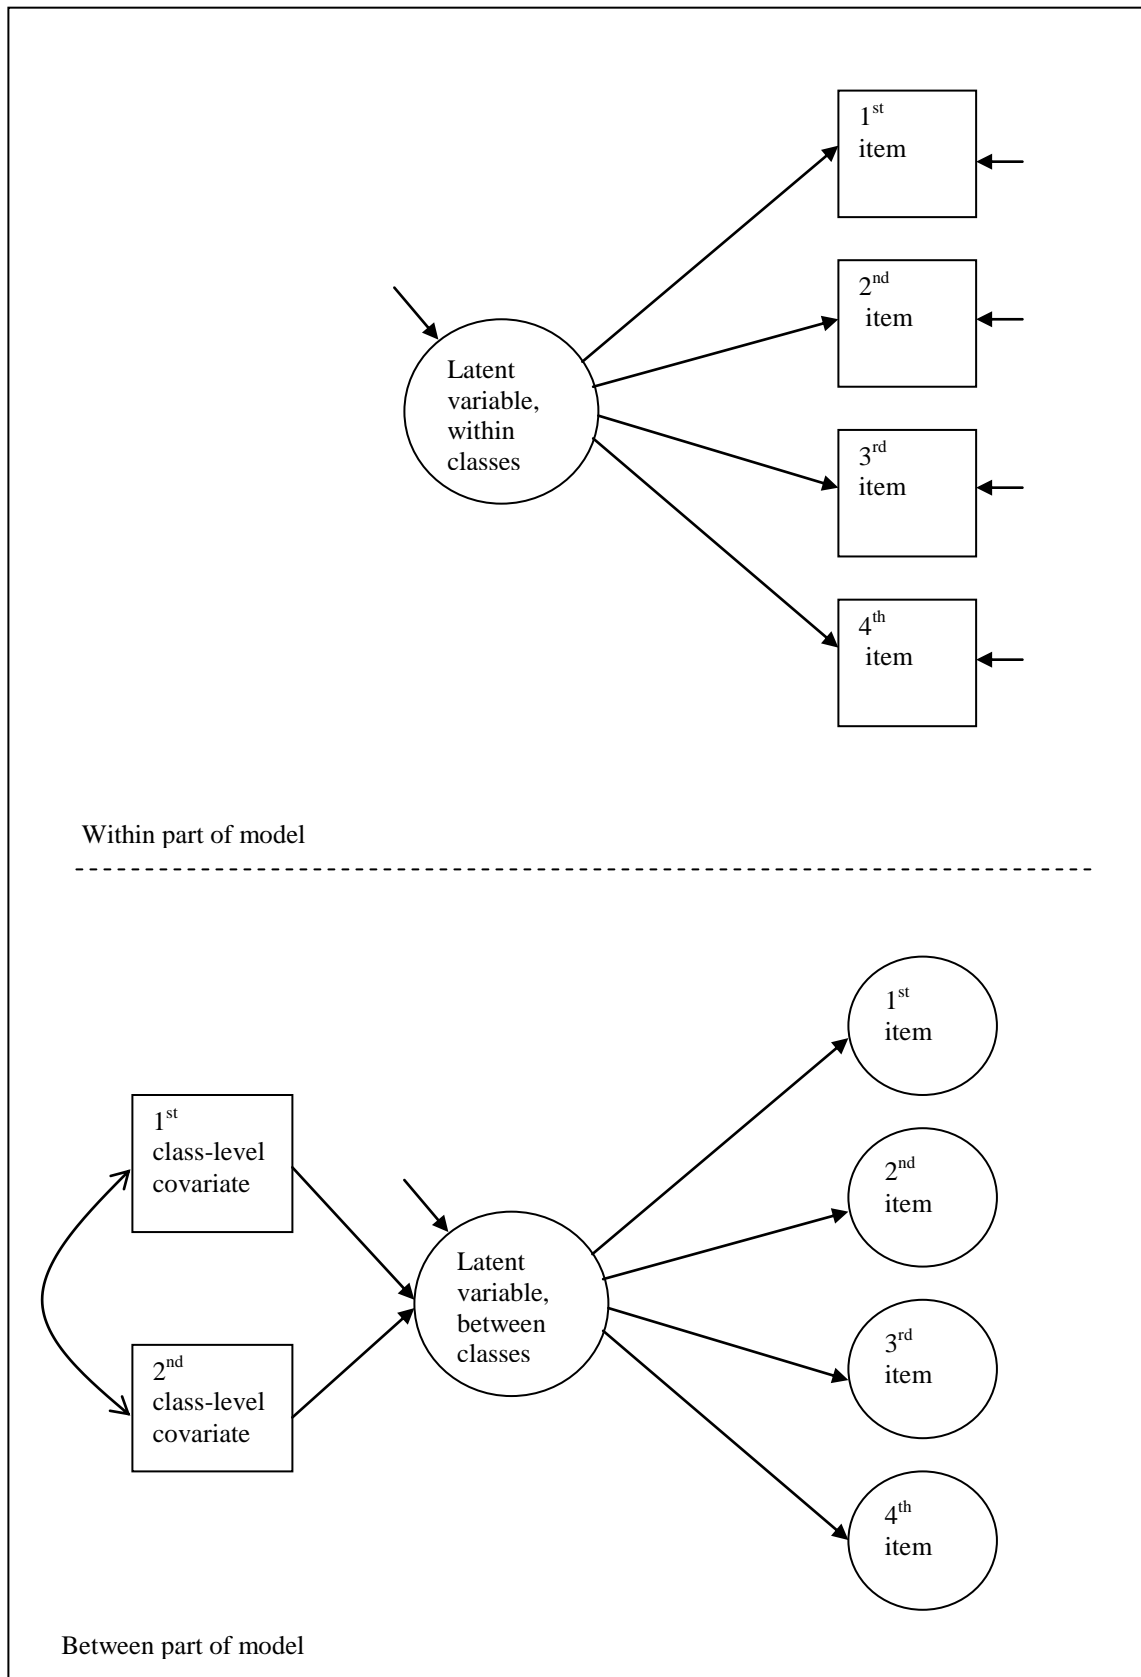 1st
item
2nd
item
Latent
variable,
within
classes
3rd
item
4th
item
Within part of model
1st
item
1st
class-level
covariate
2nd
item
Latent
variable,
between
classes
2nd
class-level
covariate
3rd
item
4th
item
Between part of model